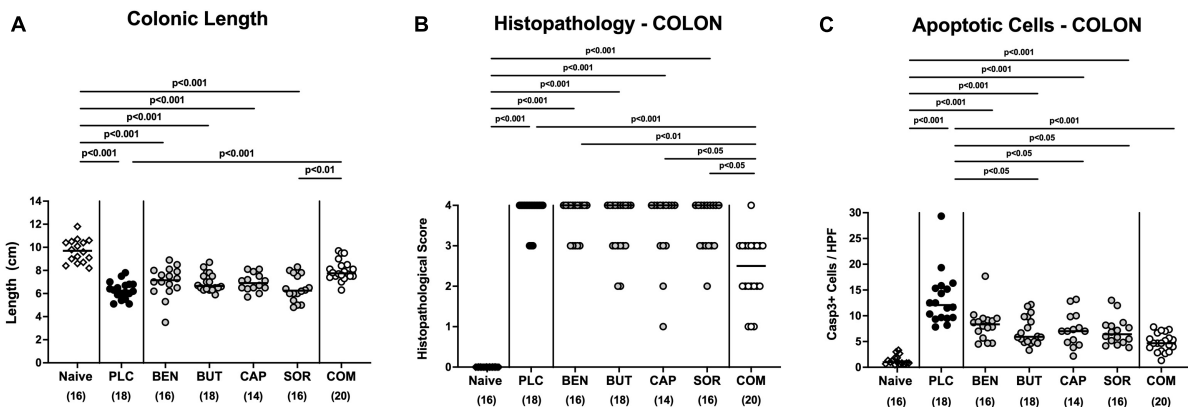 A
Colonic Length
p<0.001
p<0.001
p<0.001
p<0.001
p<0.001
p<0.001
p<0.01
Length (cm)
14
12
10
8
6
4
2
0
Naive PLC BEN BUT CAP SOR COM
(16) (18) (16) (18) (14) (16) (20)
B
Histopathology - COLON
p<0.001
p<0.001
p<0.001
p<0.001
p<0.001
p<0.001
p<0.01
p<0.05
p<0.05
Histopathological Score
4
3
2
1
0
Naive PLC BEN BUT CAP SOR COM
(16) (18) (16) (18) (14) (16) (20)
C
Apoptotic Cells - COLON
p<0.001
p<0.001
p<0.001
p<0.001
p<0.001
p<0.001
p<0.05
p<0.05
p<0.05
Casp3+ Cells / HPF
30
25
20
15
10
5
0
Naive PLC BEN BUT CAP SOR COM
(16) (18) (16) (18) (14) (16) (20)